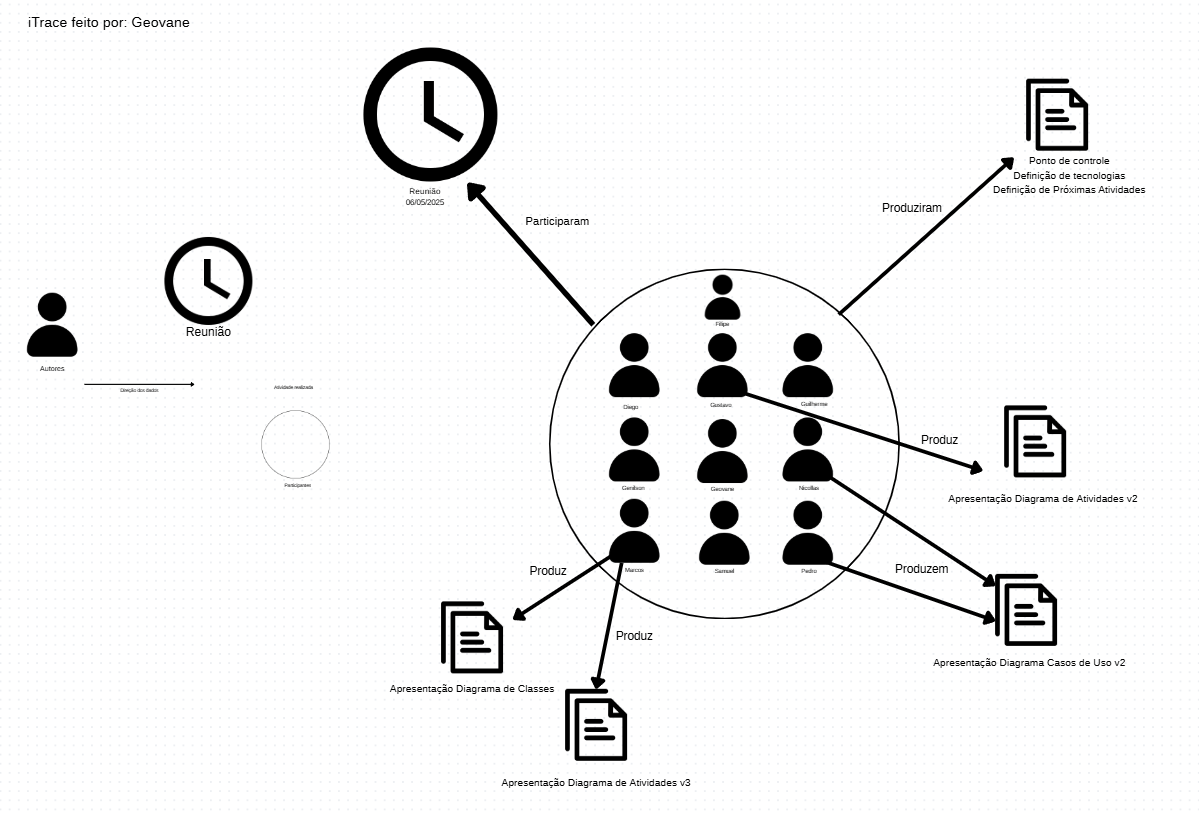 iTrace feito por: Geovane
Reunião
06/05/2025
Participaram
Produziram
Ponto de controle
Definição de tecnologias
Definição de Próximas Atividades
Reunião
Autores
Direção dos dados
Atividade realizada
Participantes
Filipe
Diego
Gustavo
Guilherme
Genilson
Geovane
Nicollas
Marcos
Samuel
Pedro
Produz
Apresentação Diagrama de Atividades v2
Produzem
Apresentação Diagrama Casos de Uso v2
Produz
Apresentação Diagrama de Classes
Produz
Apresentação Diagrama de Atividades v3